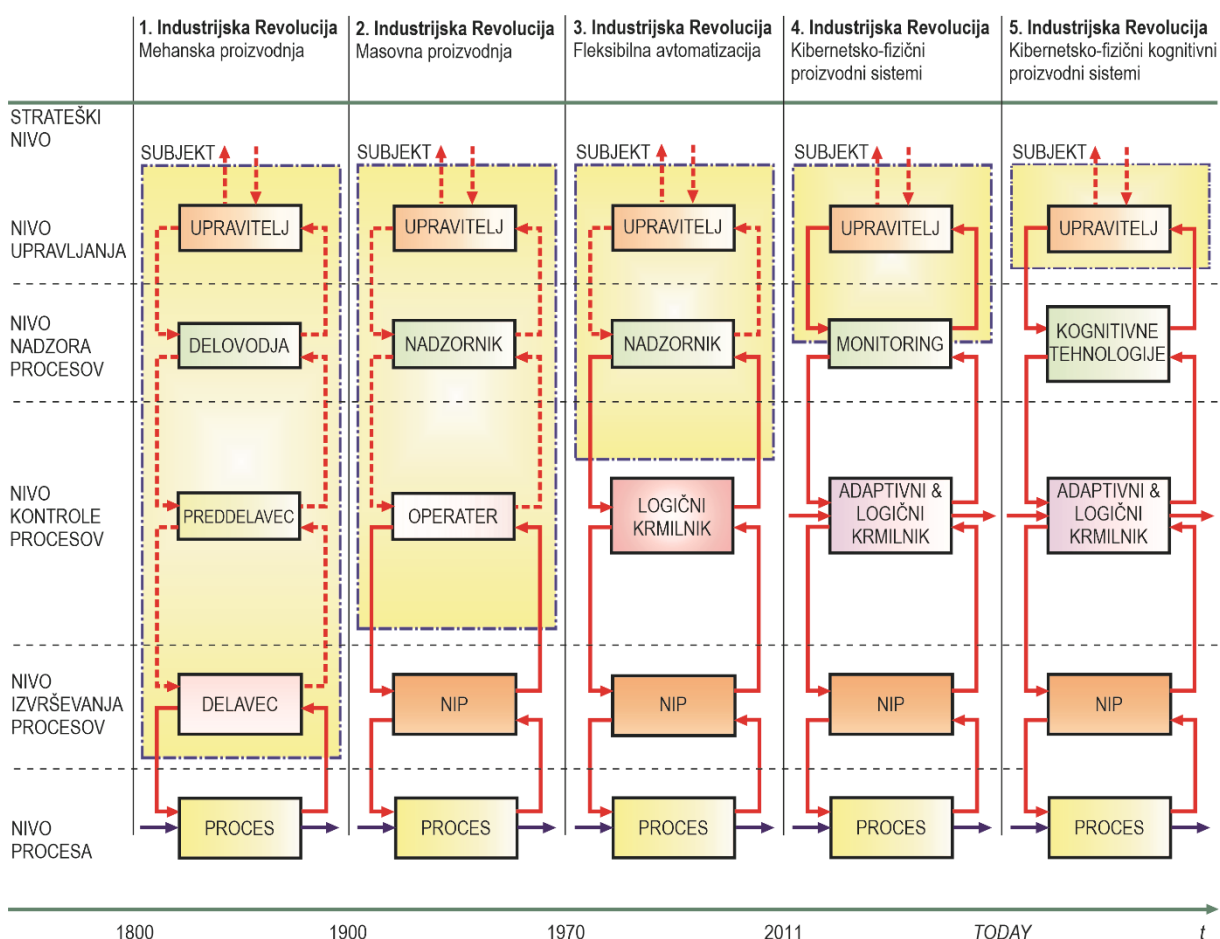 1. Industrijska Revolucija
Mehanska proizvodnja
2. Industrijska Revolucija
Masovna proizvodnja
3. Industrijska Revolucija
Fleksibilna avtomatizacija
4. Industrijska Revolucija
Kibernetsko-fizični
proizvodni sistemi
5. Industrijska Revolucija
Kibernetsko-fizični kognitivni
proizvodni sistemi
STRATEŠKI
NIVO
SUBJEKT
SUBJEKT
SUBJEKT
SUBJEKT
SUBJEKT
NIVO
UPRAVLJANJA
UPRAVITELJ
UPRAVITELJ
UPRAVITELJ
UPRAVITELJ
UPRAVITELJ
NIVO
NADZORA
PROCESOV
DELOVODJA
NADZORNIK
NADZORNIK
MONITORING
KOGNITIVNE
TEHNOLOGIJE
NIVO
KONTROLE
PROCESOV
PREDDELAVEC
OPERATER
LOGIČNI
KRMILNIK
ADAPTIVNI &
LOGIČNI
KRMILNIK
ADAPTIVNI &
LOGIČNI
KRMILNIK
NIVO
IZVRŠEVANJA
PROCESOV
DELAVEC
NIP
NIP
NIP
NIP
NIVO
PROCESA
PROCES
PROCES
PROCES
PROCES
PROCES
1800
1900
1970
2011
TODAY
t